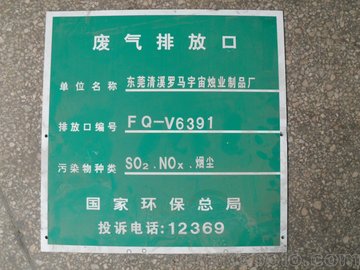 废气排放口
单位名称 东莞清溪罗马宇宙烛业制品厂
排放口编号 FQ-V6391
污染物种类 SO₂、NOx、烟尘
国家环保总局
投诉电话:12369